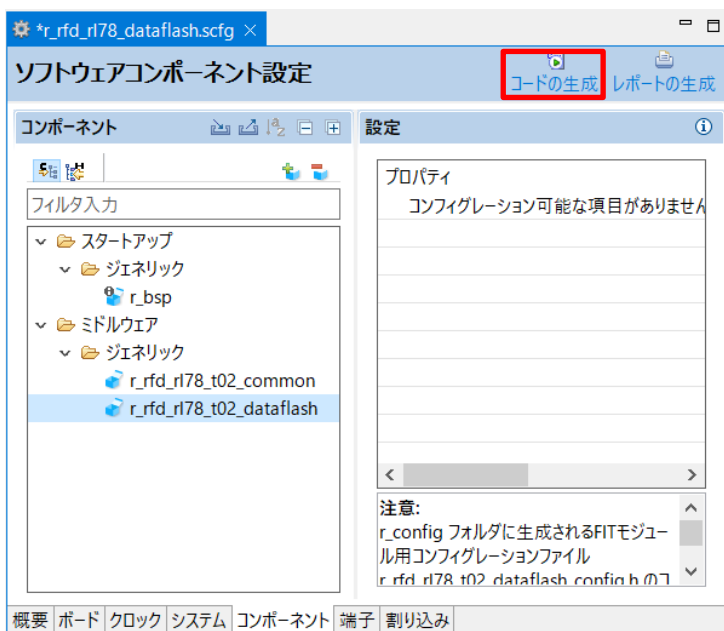 *r_rfd_rl78_dataflash.scfg
ソフトウェアコンポーネント設定
コードの生成
レポートの生成
コンポーネント
フィルタ入力
スタートアップ
ジェネリック
r_bsp
ミドルウェア
ジェネリック
r_rfd_rl78_t02_common
r_rfd_rl78_t02_dataflash
設定
プロパティ
コンフィグレーション可能な項目がありません
注意:
r_config フォルダに生成されるFITモジュー
ル用コンフィグレーションファイル
r_rfd_rl78_t02_dataflash_config.h のコ
概要 ボード クロック システム コンポーネント 端子 割り込み